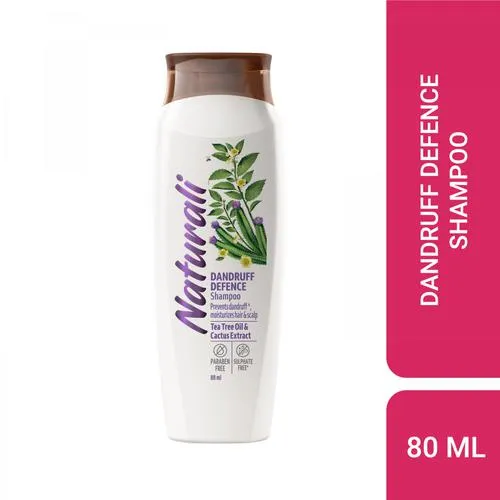 Naturali
DANDRUFF
DEFENCE
Shampoo
Prevents dandruff^,
moisturizes hair & scalp
Tea Tree Oil &
Cactus Extract
PARABEN
FREE
SULPHATE
FREE*
80 ml
DANDRUFF DEFENCE
SHAMPOO
80 ML